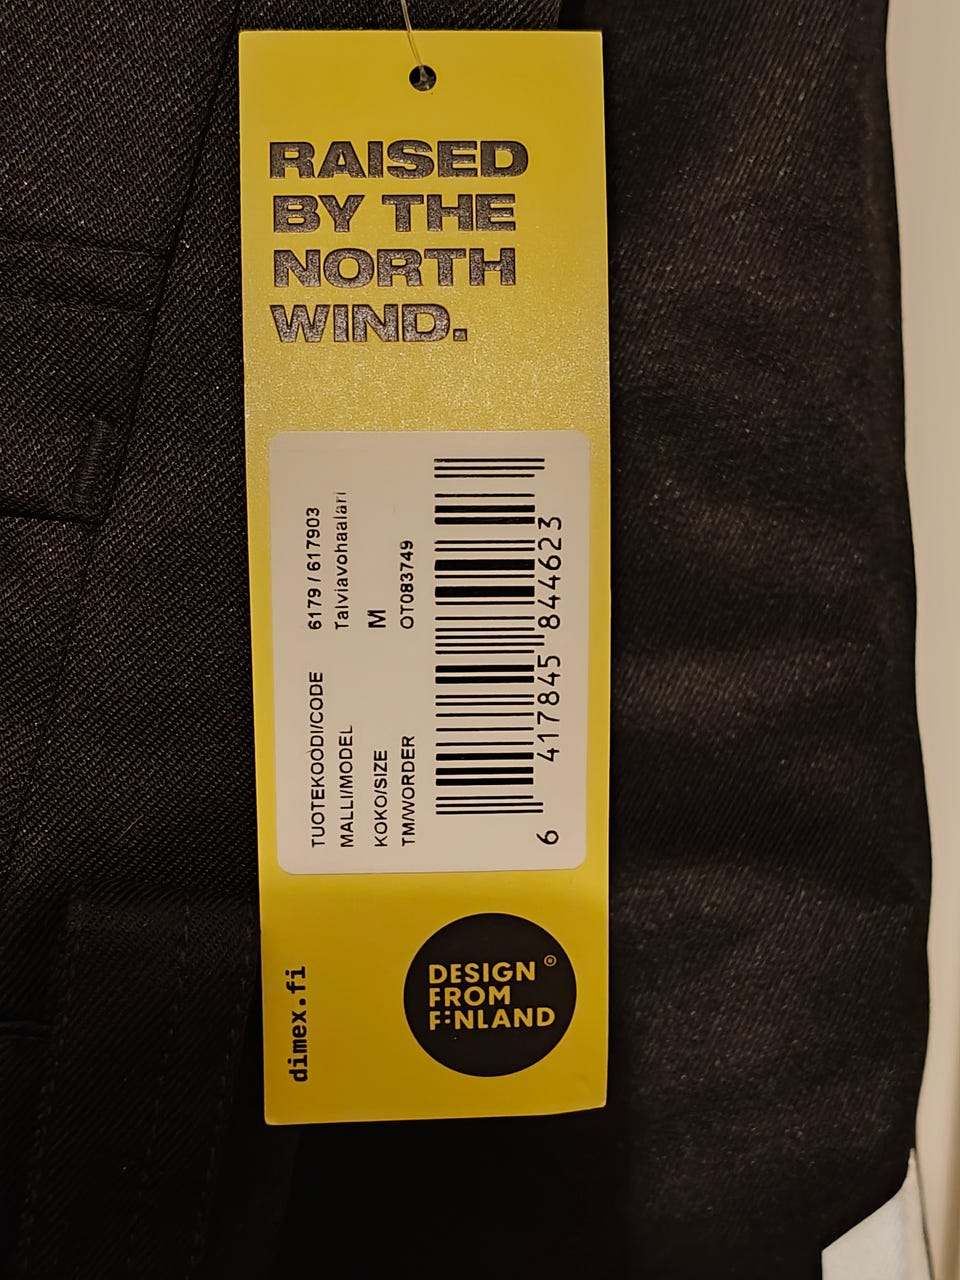 RAISED
BY THE
NORTH
WIND.
TUOTEKOODI/CODE 6179 / 617903
MALLI/MODEL Talviavohaalari
KOKO/SIZE M
TM/WORDER OT083749
6 417845 844623
dimex.fi
DESIGN ®
FROM
FINLAND